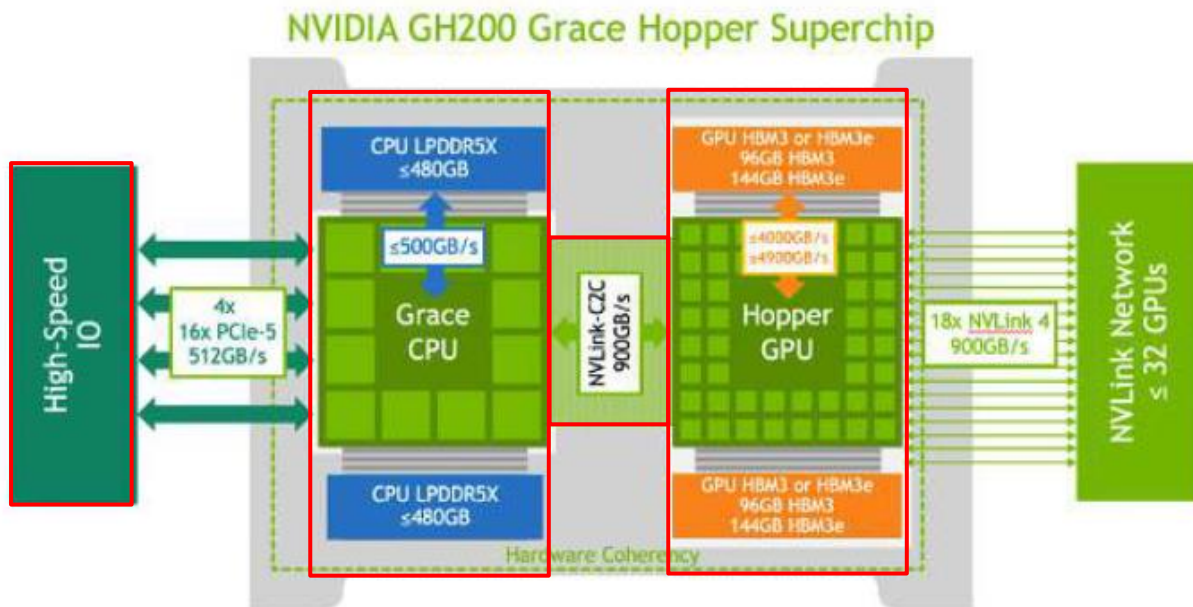 NVIDIA GH200 Grace Hopper Superchip
High-Speed
IO
4x
16x PCIe-5
512GB/s
CPU LPDDR5X
≤480GB
≤500GB/s
Grace
CPU
CPU LPDDR5X
≤480GB
NVLink-C2C
900GB/s
GPU HBM3 or HBM3e
96GB HBM3
144GB HBM3e
≤4000GB/s
≤4900GB/s
Hopper
GPU
GPU HBM3 or HBM3e
96GB HBM3
144GB HBM3e
18x NVLink 4
900GB/s
NVLink Network
≤ 32 GPUs
Hardware Coherency